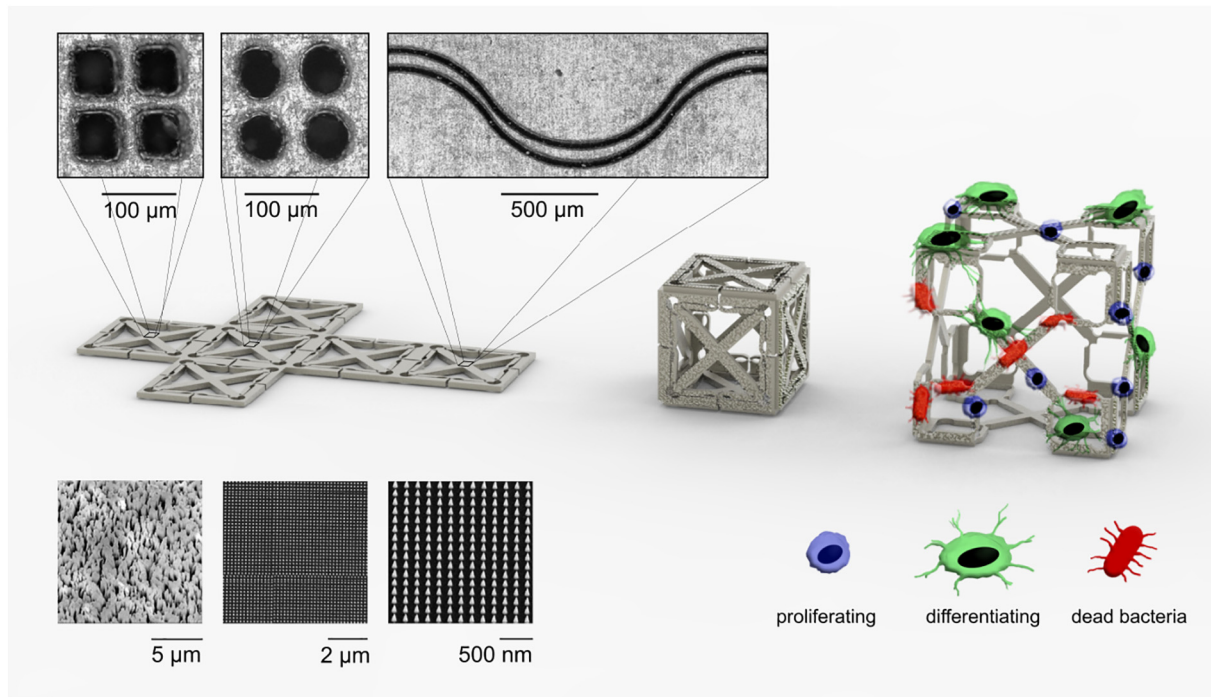 100 µm
100 µm
500 µm
5 µm
2 µm
500 nm
proliferating
differentiating
dead bacteria